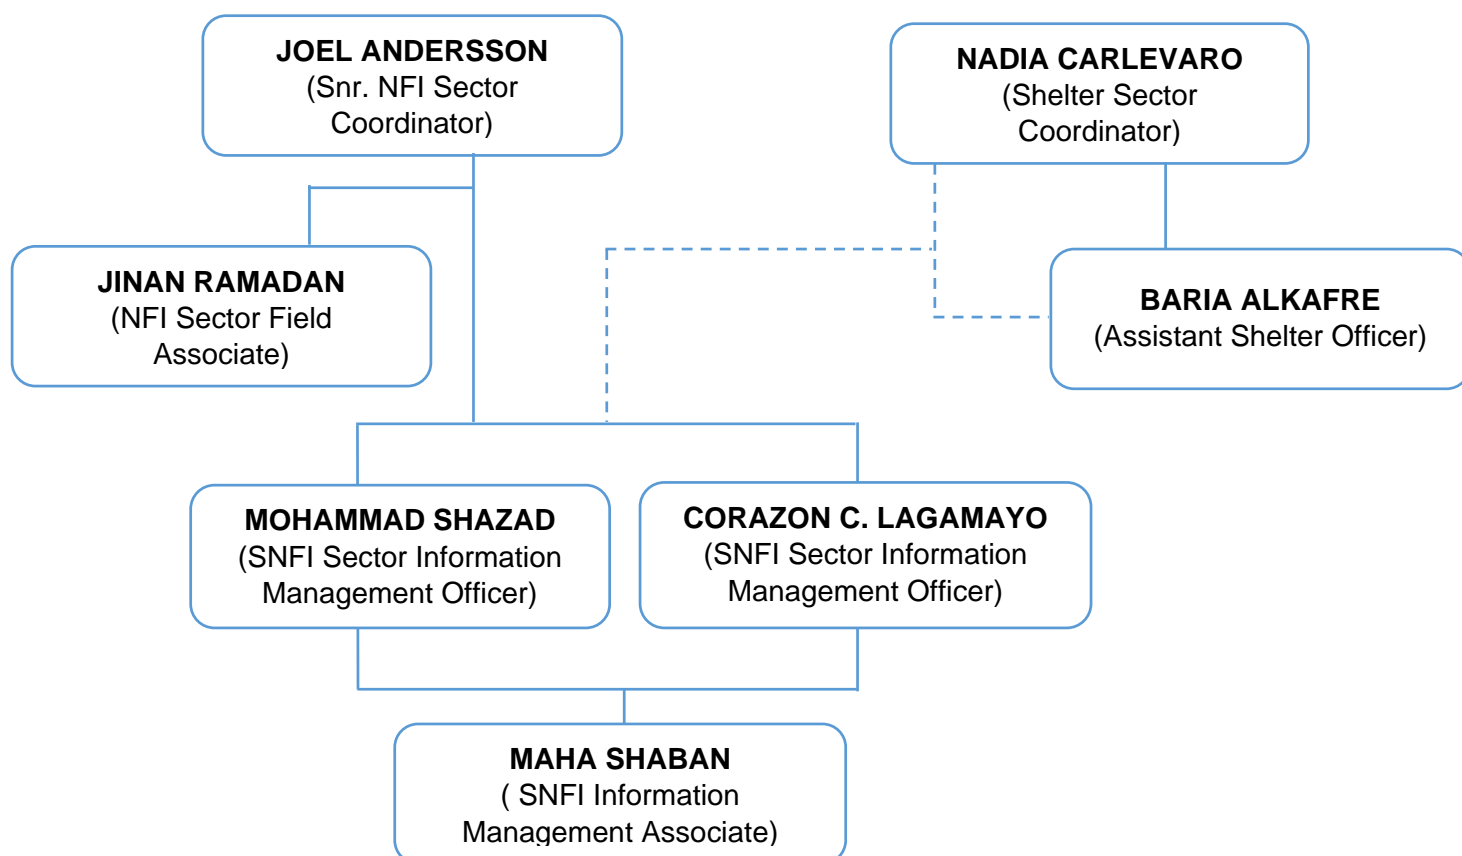 JOEL ANDERSSON
(Snr. NFI Sector
Coordinator)
NADIA CARLEVARO
(Shelter Sector
Coordinator)
JINAN RAMADAN
(NFI Sector Field
Associate)
BARIA ALKAFRE
(Assistant Shelter Officer)
MOHAMMAD SHAZAD
(SNFI Sector Information
Management Officer)
CORAZON C. LAGAMAYO
(SNFI Sector Information
Management Officer)
MAHA SHABAN
( SNFI Information
Management Associate)